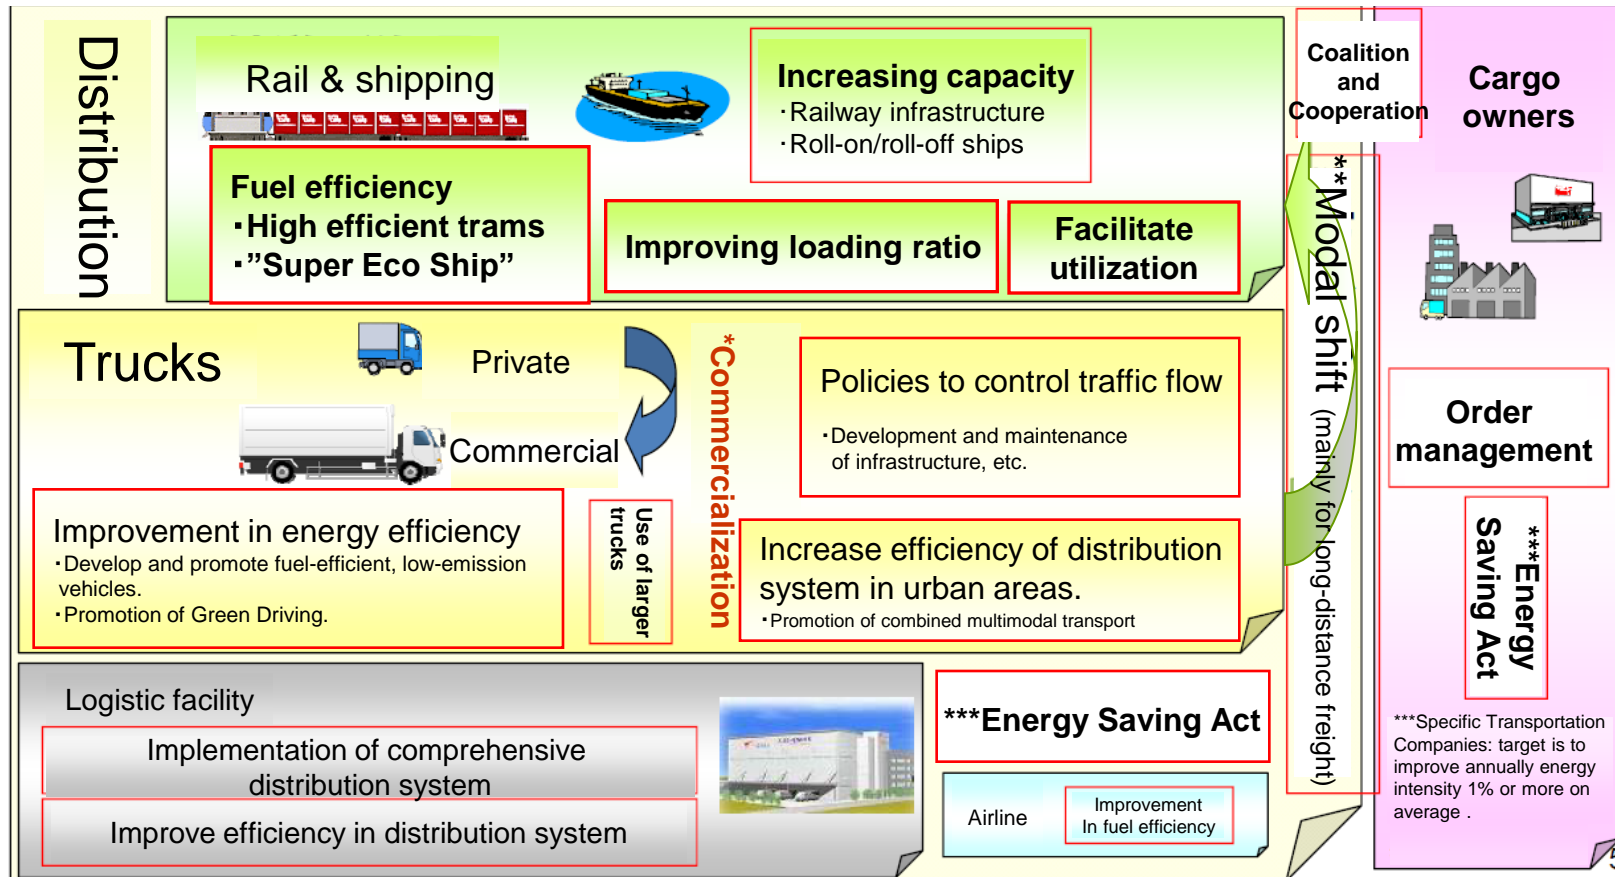 Distribution
Rail & shipping
Increasing capacity
・Railway infrastructure
・Roll-on/roll-off ships
Fuel efficiency
・High efficient trams
・”Super Eco Ship”
Improving loading ratio
Facilitate
utilization
Trucks
Private
Commercial
*Commercialization
Policies to control traffic flow
・Development and maintenance
of infrastructure, etc.
Improvement in energy efficiency
・Develop and promote fuel-efficient, low-emission
vehicles.
・Promotion of Green Driving.
Use of larger
trucks
Increase efficiency of distribution
system in urban areas.
・Promotion of combined multimodal transport
Logistic facility
Implementation of comprehensive
distribution system
Improve efficiency in distribution system
***Energy Saving Act
Airline
Improvement
In fuel efficiency
Coalition
and
Cooperation
**Modal shift (mainly for long-distance freight)
Cargo
owners
Order
management
***Energy
Saving Act
***Specific Transportation
Companies: target is to
improve annually energy
intensity 1% or more on
average .
5